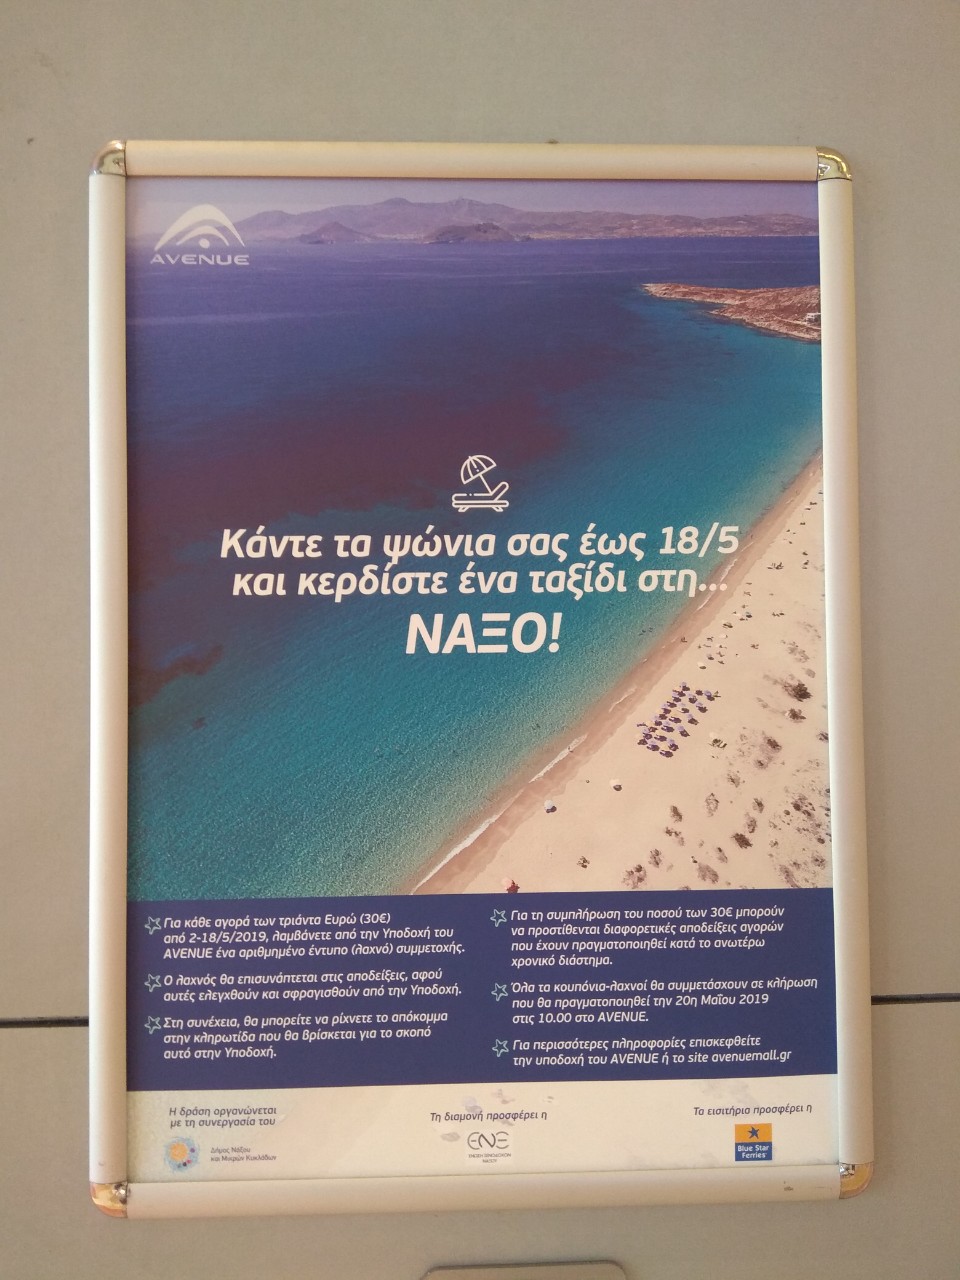 AVENUE
Κάντε τα ψώνια σας έως 18/5
και κερδίστε ένα ταξίδι στη...
ΝΑΞΟ!
Για κάθε αγορά των τριάντα Ευρώ (30€)
από 2-18/5/2019, λαμβάνετε από την Υποδοχή του
AVENUE ένα αριθμημένο έντυπο (λαχνό) συμμετοχής.
Ο λαχνός θα επισυνάπτεται στις αποδείξεις, αφού
αυτές ελεγχθούν και σφραγισθούν από την Υποδοχή.
Στη συνέχεια, θα μπορείτε να ρίχνετε το απόκομμα
στην κληρωτίδα που θα βρίσκεται για το σκοπό
αυτό στην Υποδοχή.
Για τη συμπλήρωση του ποσού των 30€ μπορούν
να προστίθενται διαφορετικές αποδείξεις αγορών
που έχουν πραγματοποιηθεί κατά το ανωτέρω
χρονικό διάστημα.
Όλα τα κουπόνια-λαχνοί θα συμμετάσχουν σε κλήρωση
που θα πραγματοποιηθεί την 20η Μαΐου 2019
στις 10.00 στο AVENUE.
Για περισσότερες πληροφορίες επισκεφθείτε
την υποδοχή του AVENUE ή το site avenuemall.gr
Η δράση οργανώνεται
με τη συνεργασία του
Δήμος Νάξου
και Μικρών Κυκλάδων
Τη διαμονή προσφέρει η
ΕΝΞ
ΕΝΩΣΗ ΞΕΝΟΔΟΧΩΝ
ΝΑΞΟΥ
Τα εισιτήρια προσφέρει η
Blue Star
Ferries